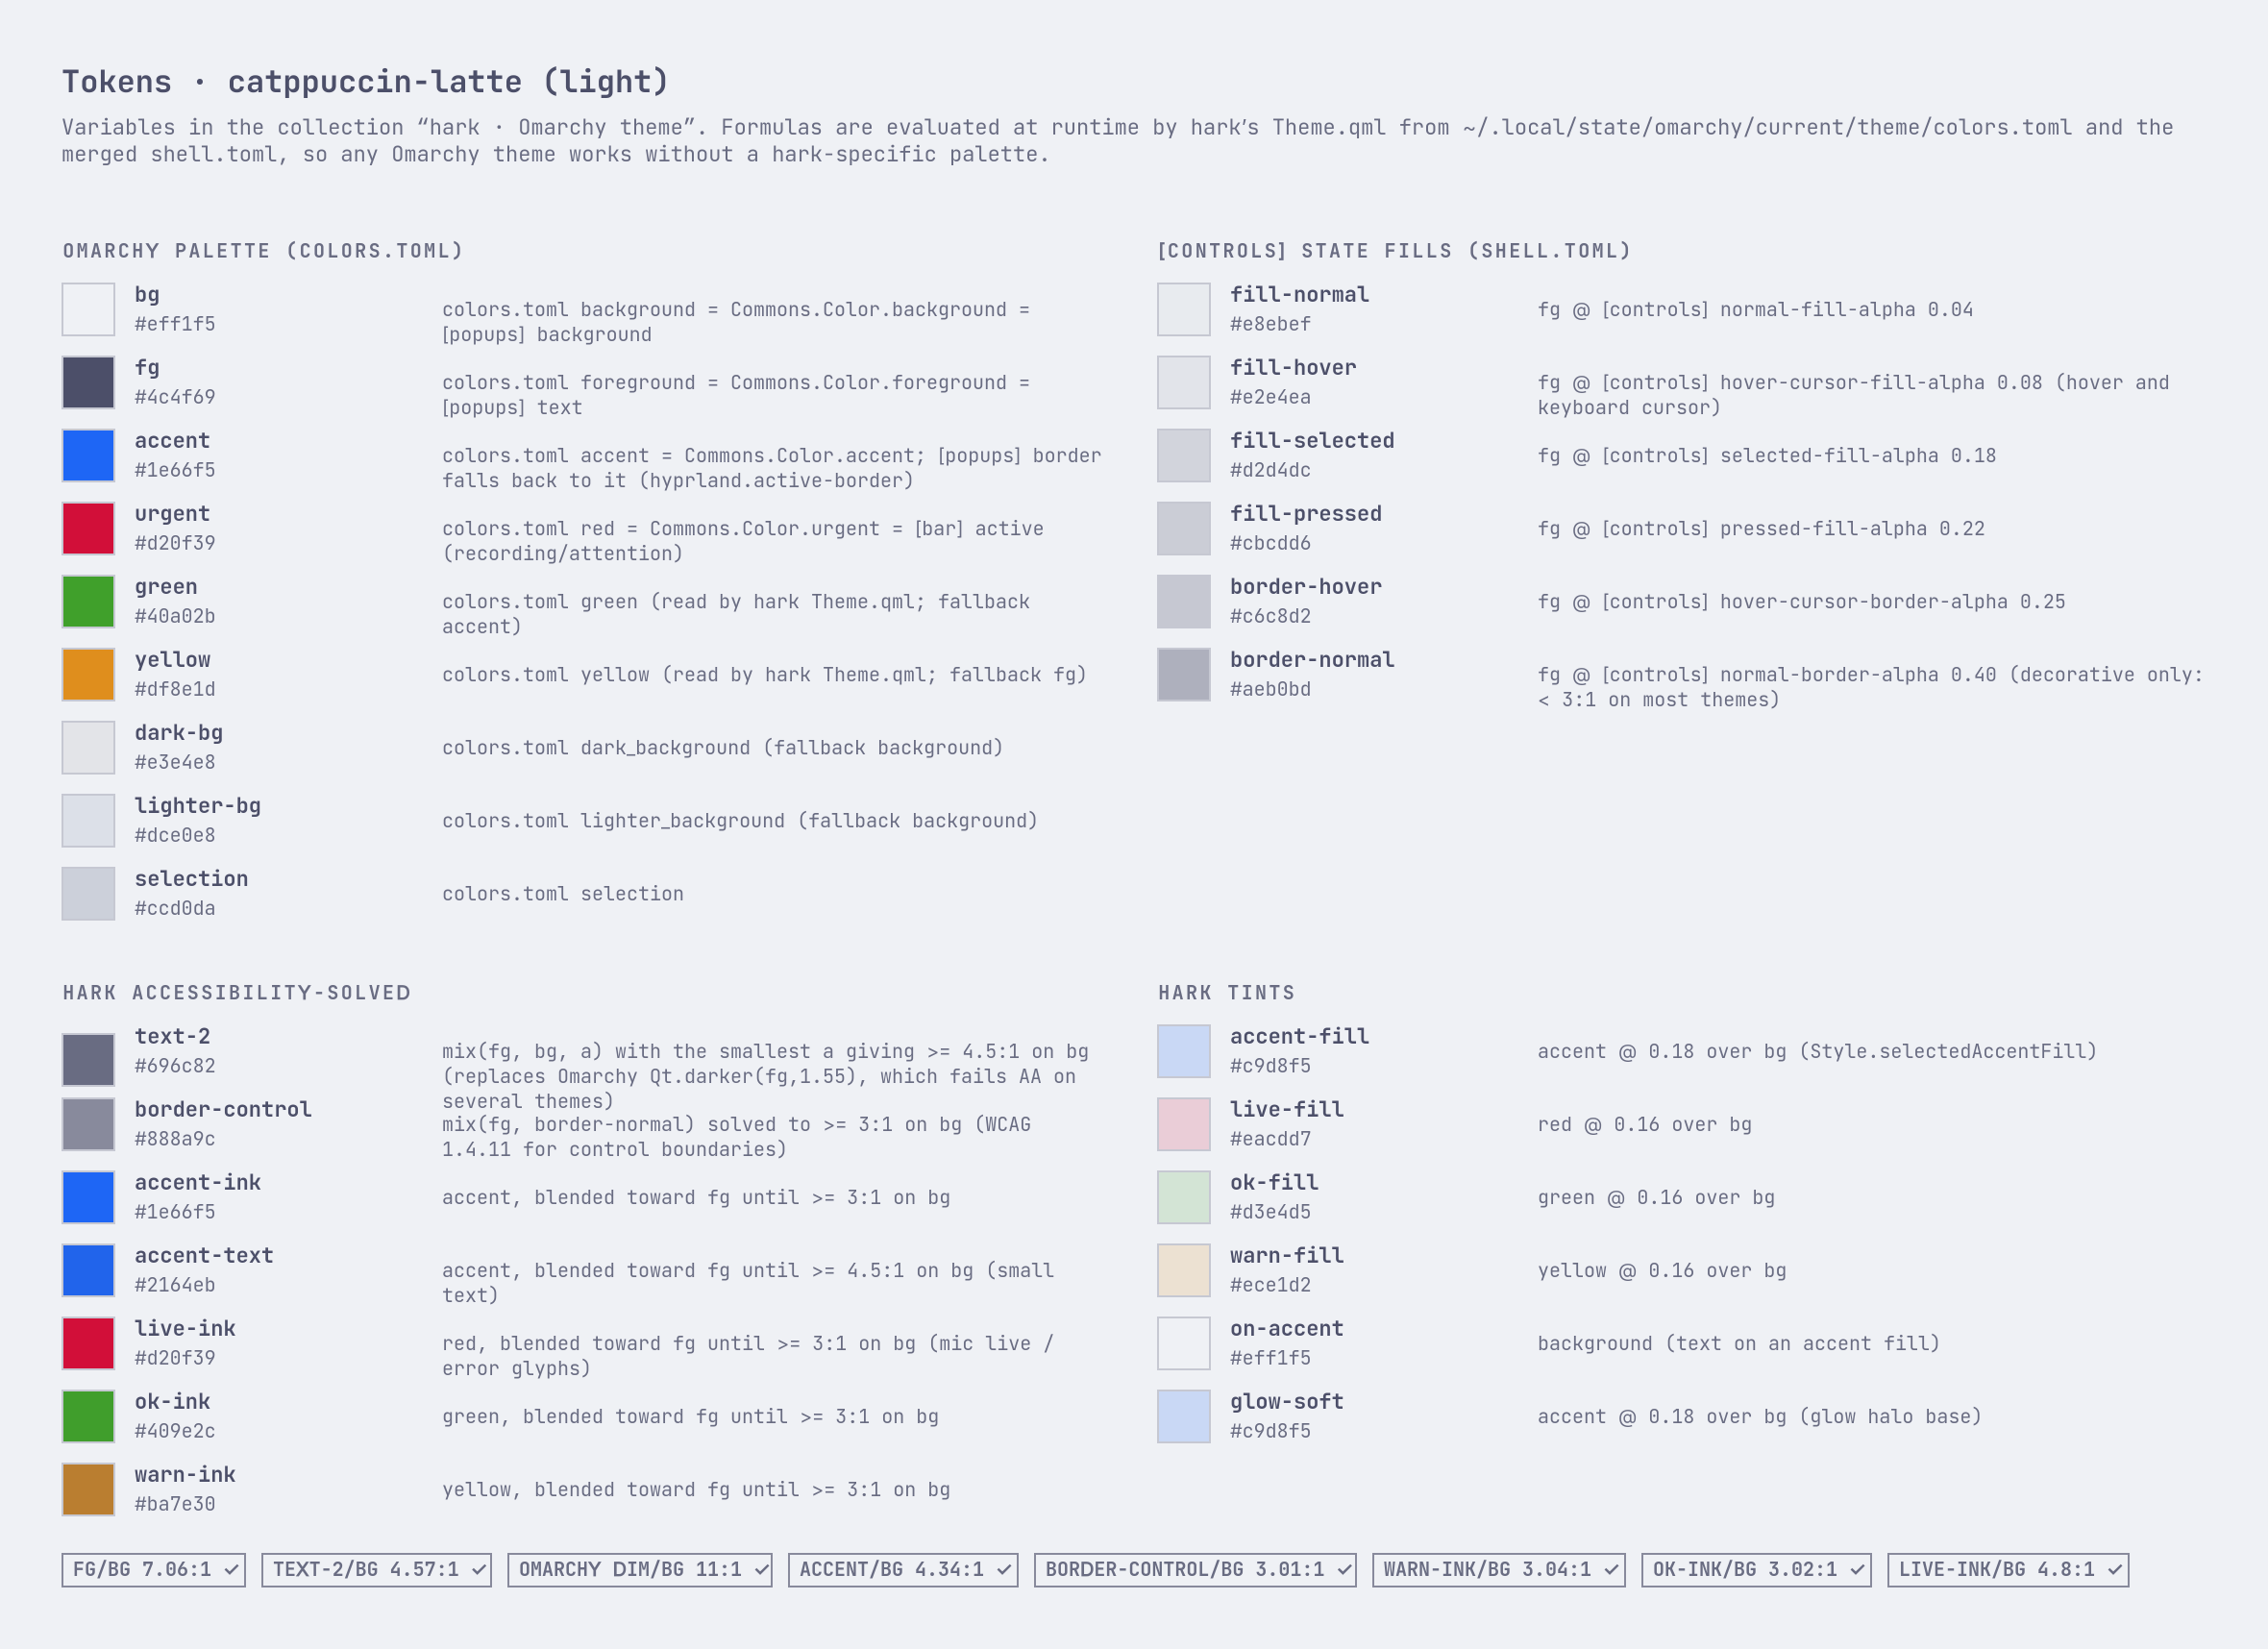 Tokens · catppuccin-latte (light)
Variables in the collection “hark · Omarchy theme”. Formulas are evaluated at runtime by hark’s Theme.qml from ~/.local/state/omarchy/current/theme/colors.toml and the
merged shell.toml, so any Omarchy theme works without a hark-specific palette.
OMARCHY PALETTE (COLORS.TOML)
bg
#eff1f5
colors.toml background = Commons.Color.background =
[popups] background
fg
#4c4f69
colors.toml foreground = Commons.Color.foreground =
[popups] text
accent
#1e66f5
colors.toml accent = Commons.Color.accent; [popups] border
falls back to it (hyprland.active-border)
urgent
#d20f39
colors.toml red = Commons.Color.urgent = [bar] active
(recording/attention)
green
#40a02b
colors.toml green (read by hark Theme.qml; fallback
accent)
yellow
#df8e1d
colors.toml yellow (read by hark Theme.qml; fallback fg)
dark-bg
#e3e4e8
colors.toml dark_background (fallback background)
lighter-bg
#dce0e8
colors.toml lighter_background (fallback background)
selection
#ccd0da
colors.toml selection
[CONTROLS] STATE FILLS (SHELL.TOML)
fill-normal
#e8ebef
fg @ [controls] normal-fill-alpha 0.04
fill-hover
#e2e4ea
fg @ [controls] hover-cursor-fill-alpha 0.08 (hover and
keyboard cursor)
fill-selected
#d2d4dc
fg @ [controls] selected-fill-alpha 0.18
fill-pressed
#cbcdd6
fg @ [controls] pressed-fill-alpha 0.22
border-hover
#c6c8d2
fg @ [controls] hover-cursor-border-alpha 0.25
border-normal
#aeb0bd
fg @ [controls] normal-border-alpha 0.40 (decorative only:
< 3:1 on most themes)
HARK ACCESSIBILITY-SOLVED
text-2
#696c82
mix(fg, bg, a) with the smallest a giving >= 4.5:1 on bg
(replaces Omarchy Qt.darker(fg,1.55), which fails AA on
several themes)
border-control
#888a9c
mix(fg, border-normal) solved to >= 3:1 on bg (WCAG
1.4.11 for control boundaries)
accent-ink
#1e66f5
accent, blended toward fg until >= 3:1 on bg
accent-text
#2164eb
accent, blended toward fg until >= 4.5:1 on bg (small
text)
live-ink
#d20f39
red, blended toward fg until >= 3:1 on bg (mic live /
error glyphs)
ok-ink
#409e2c
green, blended toward fg until >= 3:1 on bg
warn-ink
#ba7e30
yellow, blended toward fg until >= 3:1 on bg
HARK TINTS
accent-fill
#c9d8f5
accent @ 0.18 over bg (Style.selectedAccentFill)
live-fill
#eacdd7
red @ 0.16 over bg
ok-fill
#d3e4d5
green @ 0.16 over bg
warn-fill
#ece1d2
yellow @ 0.16 over bg
on-accent
#eff1f5
background (text on an accent fill)
glow-soft
#c9d8f5
accent @ 0.18 over bg (glow halo base)
FG/BG 7.06:1 ✓
TEXT-2/BG 4.57:1 ✓
OMARCHY DIM/BG 11:1 ✓
ACCENT/BG 4.34:1 ✓
BORDER-CONTROL/BG 3.01:1 ✓
WARN-INK/BG 3.04:1 ✓
OK-INK/BG 3.02:1 ✓
LIVE-INK/BG 4.8:1 ✓